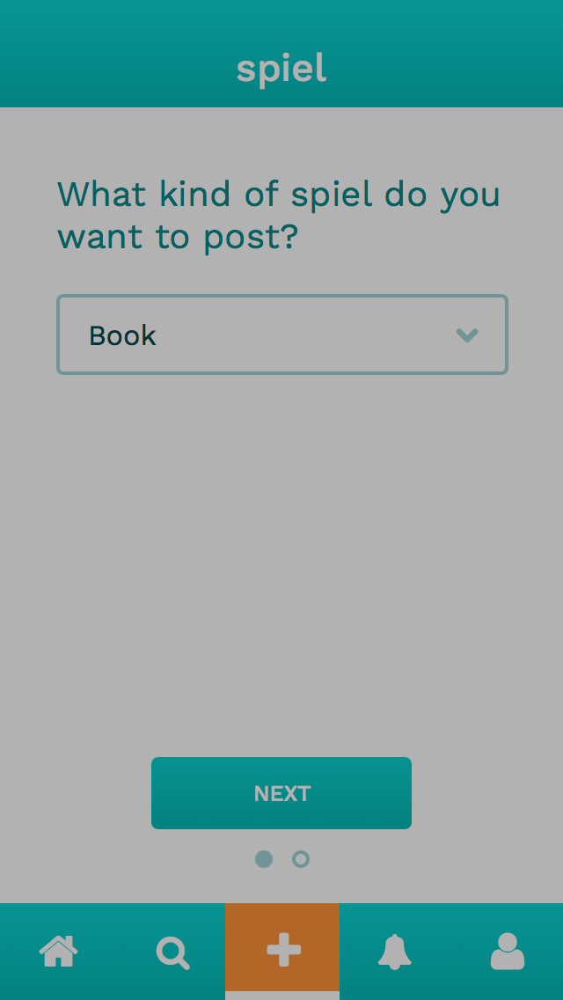 spiel
What kind of spiel do you
want to post?
Book
NEXT